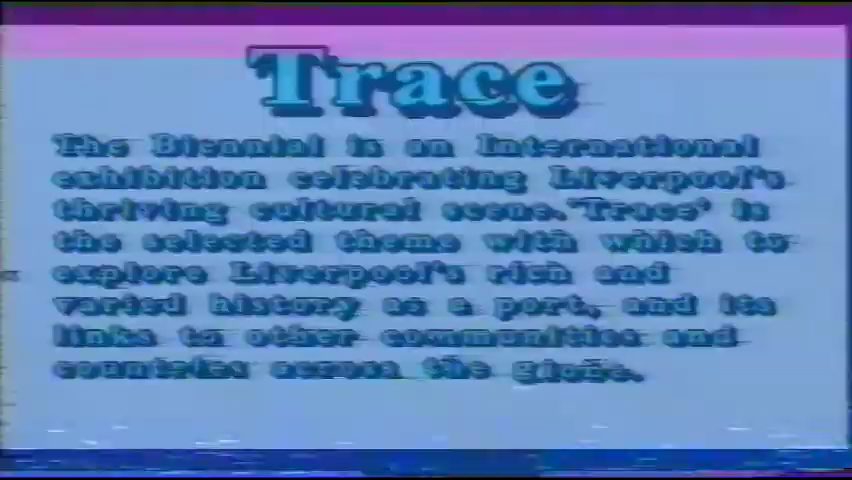 Trace
The Biennial is an International
exhibition celebrating Liverpool's
thriving cultural scene.'Trace' is
the selected theme with which to
explore Liverpool's rich and
varied history as a port, and its
links to other communities and
countries across the globe.